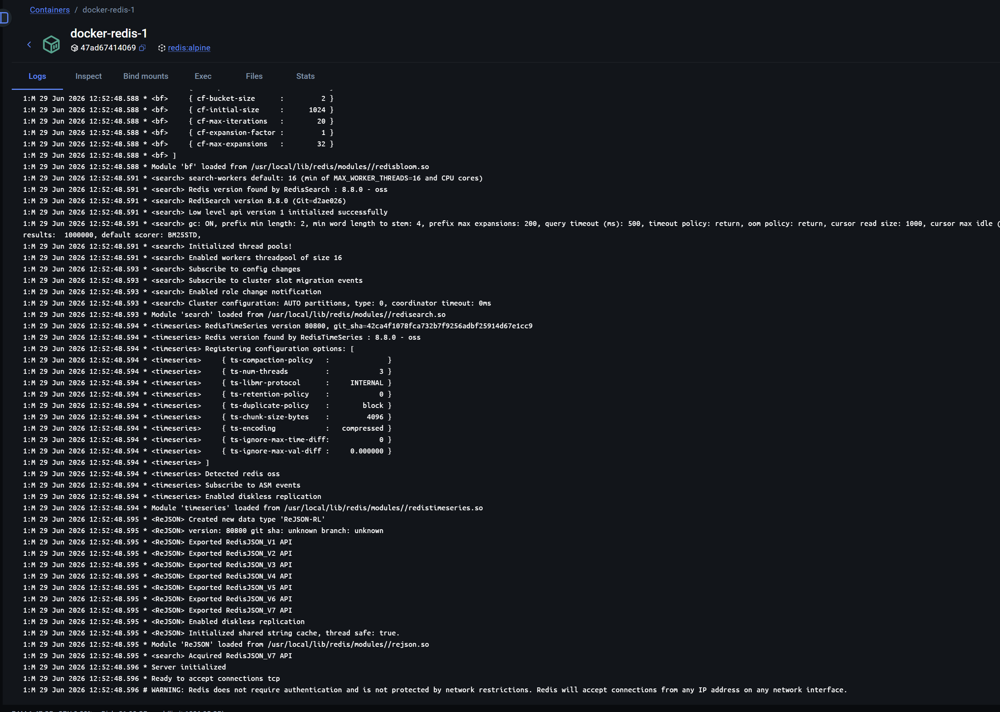 Containers / docker-redis-1
docker-redis-1
47ad67414069 redis:alpine
Logs Inspect Bind mounts Exec Files Stats
1:M 29 Jun 2026 12:52:48.588 * <bf>     { cf-bucket-size      :         2 }
1:M 29 Jun 2026 12:52:48.588 * <bf>     { cf-initial-size     :      1024 }
1:M 29 Jun 2026 12:52:48.588 * <bf>     { cf-max-iterations   :        20 }
1:M 29 Jun 2026 12:52:48.588 * <bf>     { cf-expansion-factor :         1 }
1:M 29 Jun 2026 12:52:48.588 * <bf>     { cf-max-expansions   :        32 }
1:M 29 Jun 2026 12:52:48.588 * <bf> ]
1:M 29 Jun 2026 12:52:48.588 * Module 'bf' loaded from /usr/local/lib/redis/modules//redisbloom.so
1:M 29 Jun 2026 12:52:48.591 * <search> search-workers default: 16 (min of MAX_WORKER_THREADS=16 and CPU cores)
1:M 29 Jun 2026 12:52:48.591 * <search> Redis version found by RedisSearch : 8.8.0 - oss
1:M 29 Jun 2026 12:52:48.591 * <search> RediSearch version 8.8.0 (Git=d2ae026)
1:M 29 Jun 2026 12:52:48.591 * <search> Low level api version 1 initialized successfully
1:M 29 Jun 2026 12:52:48.591 * <search> gc: ON, prefix min length: 2, min word length to stem: 4, prefix max expansions: 200, query timeout (ms): 500, timeout policy: return, oom policy: return, cursor read size: 1000, cursor max idle (
results:  1000000, default scorer: BM25STD,
1:M 29 Jun 2026 12:52:48.591 * <search> Initialized thread pools!
1:M 29 Jun 2026 12:52:48.591 * <search> Enabled workers threadpool of size 16
1:M 29 Jun 2026 12:52:48.593 * <search> Subscribe to config changes
1:M 29 Jun 2026 12:52:48.593 * <search> Subscribe to cluster slot migration events
1:M 29 Jun 2026 12:52:48.593 * <search> Enabled role change notification
1:M 29 Jun 2026 12:52:48.593 * <search> Cluster configuration: AUTO partitions, type: 0, coordinator timeout: 0ms
1:M 29 Jun 2026 12:52:48.593 * Module 'search' loaded from /usr/local/lib/redis/modules//redisearch.so
1:M 29 Jun 2026 12:52:48.594 * <timeseries> RedisTimeSeries version 80800, git_sha=42ca4f1078fca732b7f9256adbf25914d67e1cc9
1:M 29 Jun 2026 12:52:48.594 * <timeseries> Redis version found by RedisTimeSeries : 8.8.0 - oss
1:M 29 Jun 2026 12:52:48.594 * <timeseries> Registering configuration options: [
1:M 29 Jun 2026 12:52:48.594 * <timeseries>     { ts-compaction-policy   :              }
1:M 29 Jun 2026 12:52:48.594 * <timeseries>     { ts-num-threads         :            3 }
1:M 29 Jun 2026 12:52:48.594 * <timeseries>     { ts-libmr-protocol      :     INTERNAL }
1:M 29 Jun 2026 12:52:48.594 * <timeseries>     { ts-retention-policy    :            0 }
1:M 29 Jun 2026 12:52:48.594 * <timeseries>     { ts-duplicate-policy    :        block }
1:M 29 Jun 2026 12:52:48.594 * <timeseries>     { ts-chunk-size-bytes    :         4096 }
1:M 29 Jun 2026 12:52:48.594 * <timeseries>     { ts-encoding            :   compressed }
1:M 29 Jun 2026 12:52:48.594 * <timeseries>     { ts-ignore-max-time-diff:            0 }
1:M 29 Jun 2026 12:52:48.594 * <timeseries>     { ts-ignore-max-val-diff :     0.000000 }
1:M 29 Jun 2026 12:52:48.594 * <timeseries> ]
1:M 29 Jun 2026 12:52:48.594 * <timeseries> Detected redis oss
1:M 29 Jun 2026 12:52:48.594 * <timeseries> Subscribe to ASM events
1:M 29 Jun 2026 12:52:48.594 * <timeseries> Enabled diskless replication
1:M 29 Jun 2026 12:52:48.594 * Module 'timeseries' loaded from /usr/local/lib/redis/modules//redistimeseries.so
1:M 29 Jun 2026 12:52:48.595 * <ReJSON> Created new data type 'ReJSON-RL'
1:M 29 Jun 2026 12:52:48.595 * <ReJSON> version: 80800 git sha: unknown branch: unknown
1:M 29 Jun 2026 12:52:48.595 * <ReJSON> Exported RedisJSON_V1 API
1:M 29 Jun 2026 12:52:48.595 * <ReJSON> Exported RedisJSON_V2 API
1:M 29 Jun 2026 12:52:48.595 * <ReJSON> Exported RedisJSON_V3 API
1:M 29 Jun 2026 12:52:48.595 * <ReJSON> Exported RedisJSON_V4 API
1:M 29 Jun 2026 12:52:48.595 * <ReJSON> Exported RedisJSON_V5 API
1:M 29 Jun 2026 12:52:48.595 * <ReJSON> Exported RedisJSON_V6 API
1:M 29 Jun 2026 12:52:48.595 * <ReJSON> Exported RedisJSON_V7 API
1:M 29 Jun 2026 12:52:48.595 * <ReJSON> Enabled diskless replication
1:M 29 Jun 2026 12:52:48.595 * <ReJSON> Initialized shared string cache, thread safe: true.
1:M 29 Jun 2026 12:52:48.595 * Module 'ReJSON' loaded from /usr/local/lib/redis/modules//rejson.so
1:M 29 Jun 2026 12:52:48.595 * <search> Acquired RedisJSON_V7 API
1:M 29 Jun 2026 12:52:48.596 * Server initialized
1:M 29 Jun 2026 12:52:48.596 * Ready to accept connections tcp
1:M 29 Jun 2026 12:52:48.596 # WARNING: Redis does not require authentication and is not protected by network restrictions. Redis will accept connections from any IP address on any network interface.